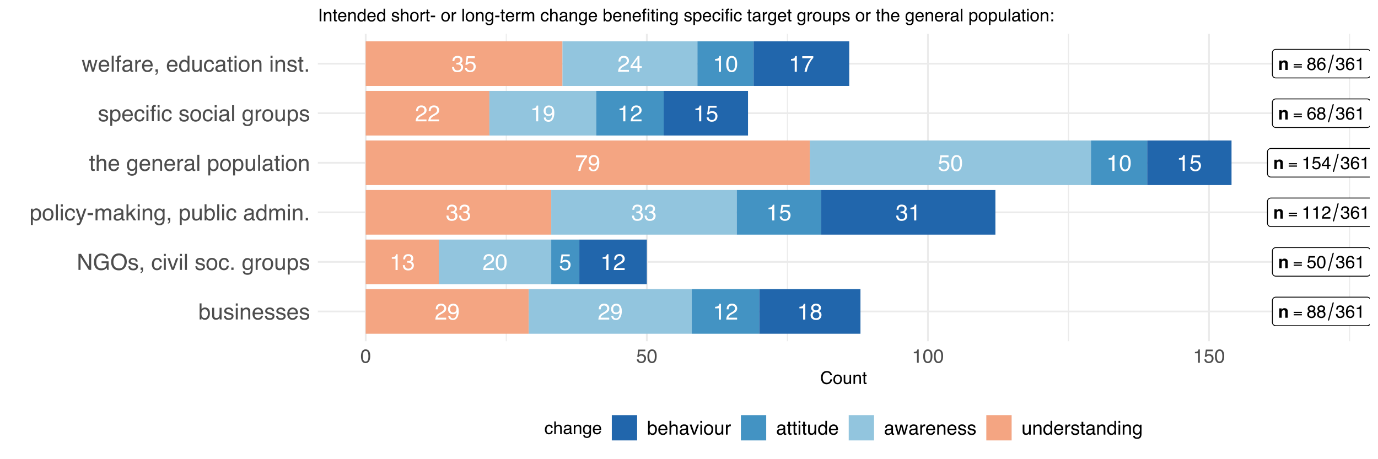 Intended short- or long-term change benefiting specific target groups or the general population:
welfare, education inst. 35 24 10 17 n = 86/361
specific social groups 22 19 12 15 n = 68/361
the general population 79 50 10 15 n = 154/361
policy-making, public admin. 33 33 15 31 n = 112/361
NGOs, civil soc. groups 13 20 5 12 n = 50/361
businesses 29 29 12 18 n = 88/361
0 50 100 150
Count
change behaviour attitude awareness understanding